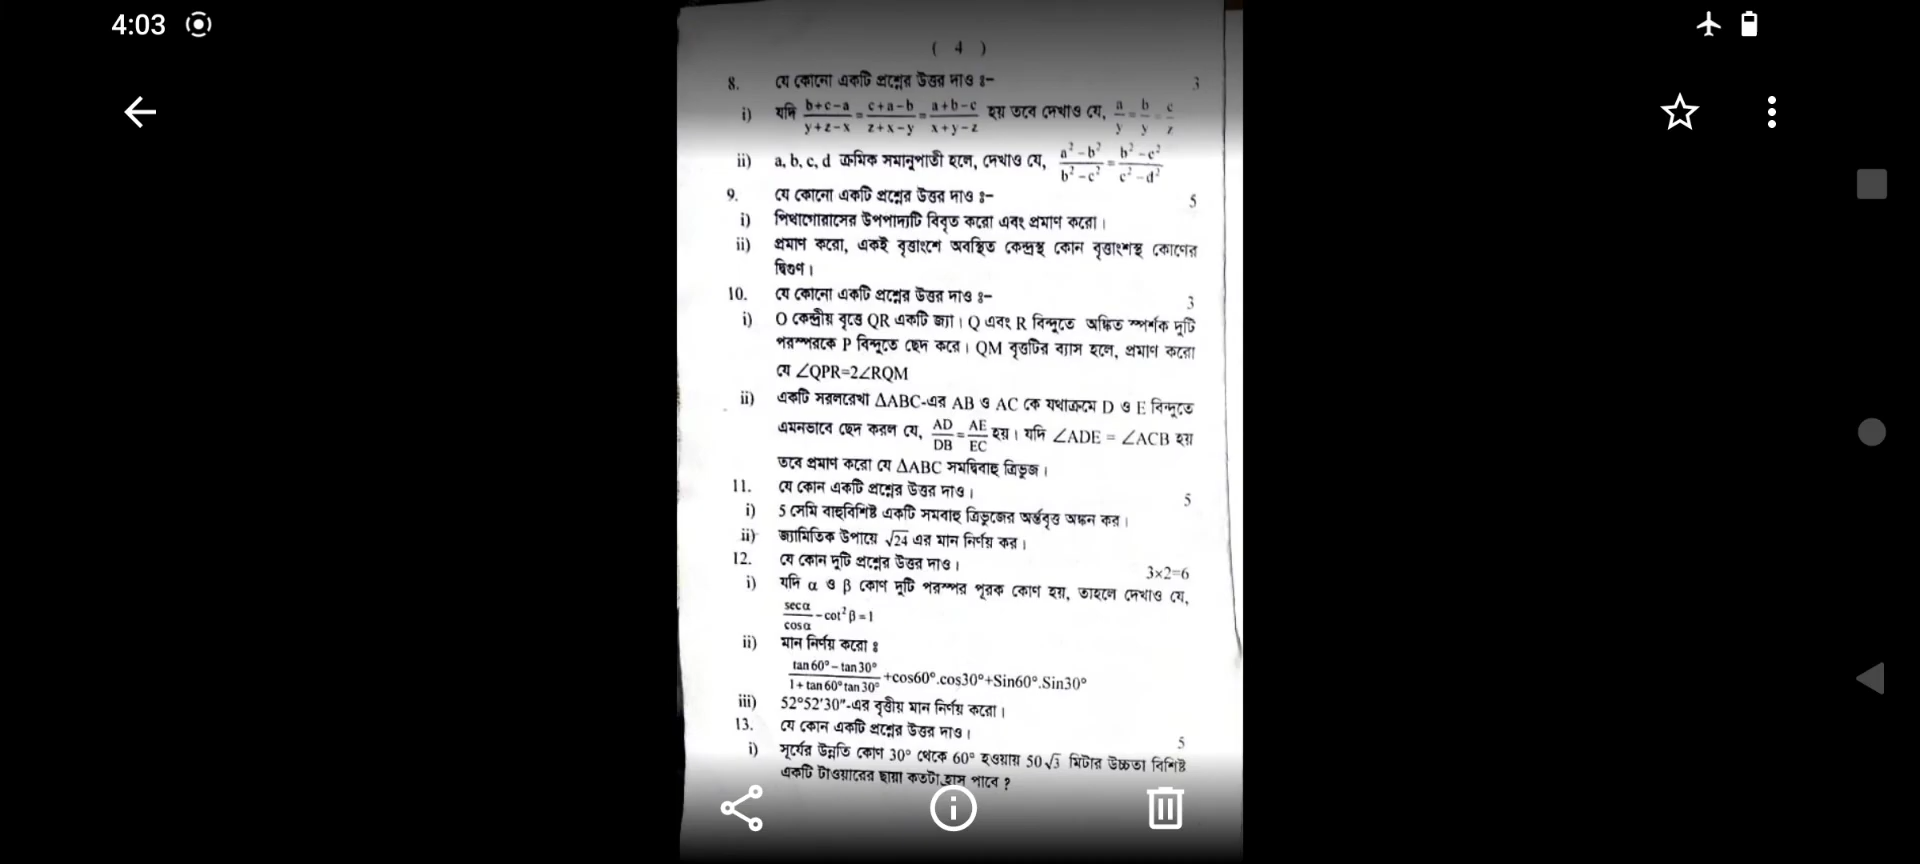 4:03
( 4 )
8. যে কোনো একটি প্রশ্নের উত্তর দাও ঃ- 3
i) যদি (b+c-a)/(y+z-x) = (c+a-b)/(z+x-y) = (a+b-c)/(x+y-z) হয় তবে দেখাও যে, a/y = b/y = c/z
ii) a, b, c, d ক্রমিক সমানুপাতী হলে, দেখাও যে, (a²-b²)/(b²-c²) = (b²-c²)/(c²-d²)
9. যে কোনো একটি প্রশ্নের উত্তর দাও ঃ- 5
i) পিথাগোরাসের উপপাদ্যটি বিবৃত করো এবং প্রমাণ করো।
ii) প্রমাণ করো, একই বৃত্তাংশে অবস্থিত কেন্দ্রস্থ কোন বৃত্তাংশস্থ কোণের
দ্বিগুণ।
10. যে কোনো একটি প্রশ্নের উত্তর দাও ঃ- 3
i) O কেন্দ্রীয় বৃত্তে QR একটি জ্যা। Q এবং R বিন্দুতে অঙ্কিত স্পর্শক দুটি
পরস্পরকে P বিন্দুতে ছেদ করে। QM বৃত্তটির ব্যাস হলে, প্রমাণ করো
যে ∠QPR=2∠RQM
ii) একটি সরলরেখা ΔABC-এর AB ও AC কে যথাক্রমে D ও E বিন্দুতে
এমনভাবে ছেদ করল যে, AD/DB = AE/EC হয়। যদি ∠ADE = ∠ACB হয়
তবে প্রমাণ করো যে ΔABC সমদ্বিবাহু ত্রিভুজ।
11. যে কোন একটি প্রশ্নের উত্তর দাও। 5
i) 5 সেমি বাহুবিশিষ্ট একটি সমবাহু ত্রিভুজের অর্ন্তবৃত্ত অঙ্কন কর।
ii) জ্যামিতিক উপায়ে √24 এর মান নির্ণয় কর।
12. যে কোন দুটি প্রশ্নের উত্তর দাও। 3×2=6
i) যদি α ও β কোণ দুটি পরস্পর পূরক কোণ হয়, তাহলে দেখাও যে,
secα/cosα - cot²β = 1
ii) মান নির্ণয় করো ঃ
(tan60° - tan30°)/(1+tan60°tan30°) +cos60°.cos30°+Sin60°.Sin30°
iii) 52°52′30″-এর বৃত্তীয় মান নির্ণয় করো।
13. যে কোন একটি প্রশ্নের উত্তর দাও। 5
i) সূর্যের উন্নতি কোণ 30° থেকে 60° হওয়ায় 50√3 মিটার উচ্চতা বিশিষ্ট
একটি টাওয়ারের ছায়া কতটা হ্রাস পাবে ?